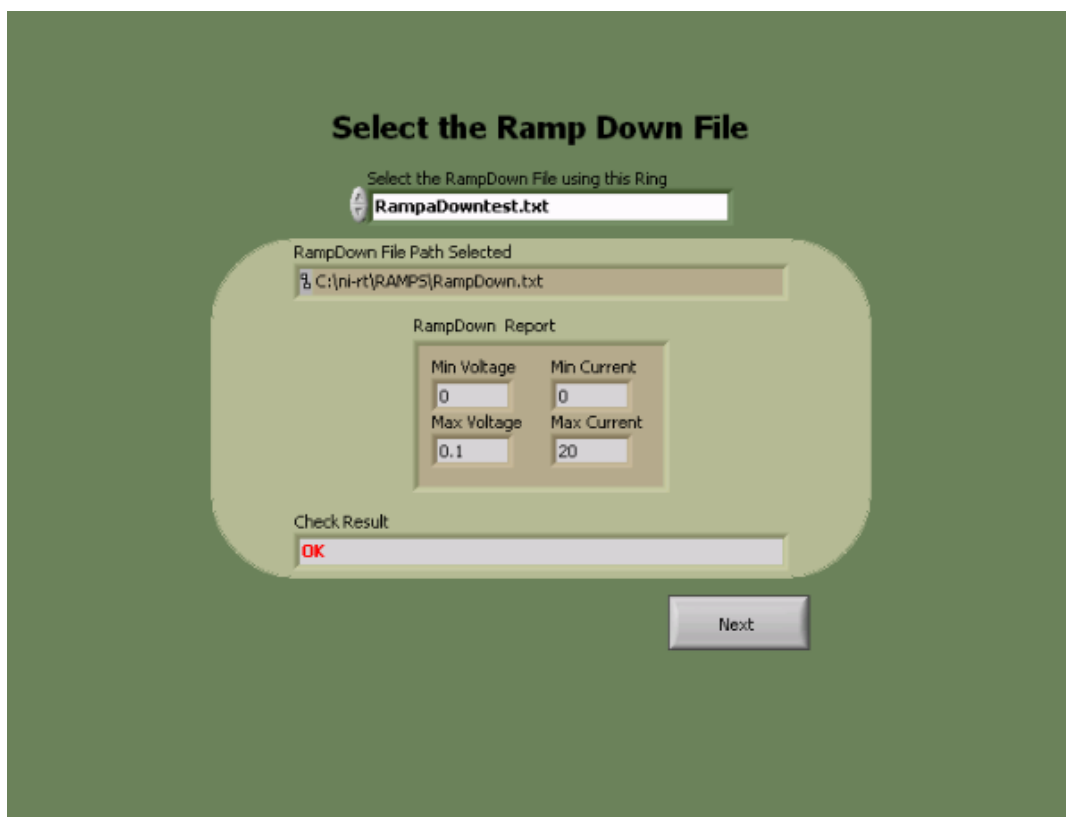 Select the Ramp Down File
Select the RampDown File using this Ring
RampaDowntest.txt
RampDown File Path Selected
C:\ni-rt\RAMPS\RampDown.txt
RampDown Report
Min Voltage Min Current
0 0
Max Voltage Max Current
0.1 20
Check Result
OK
Next